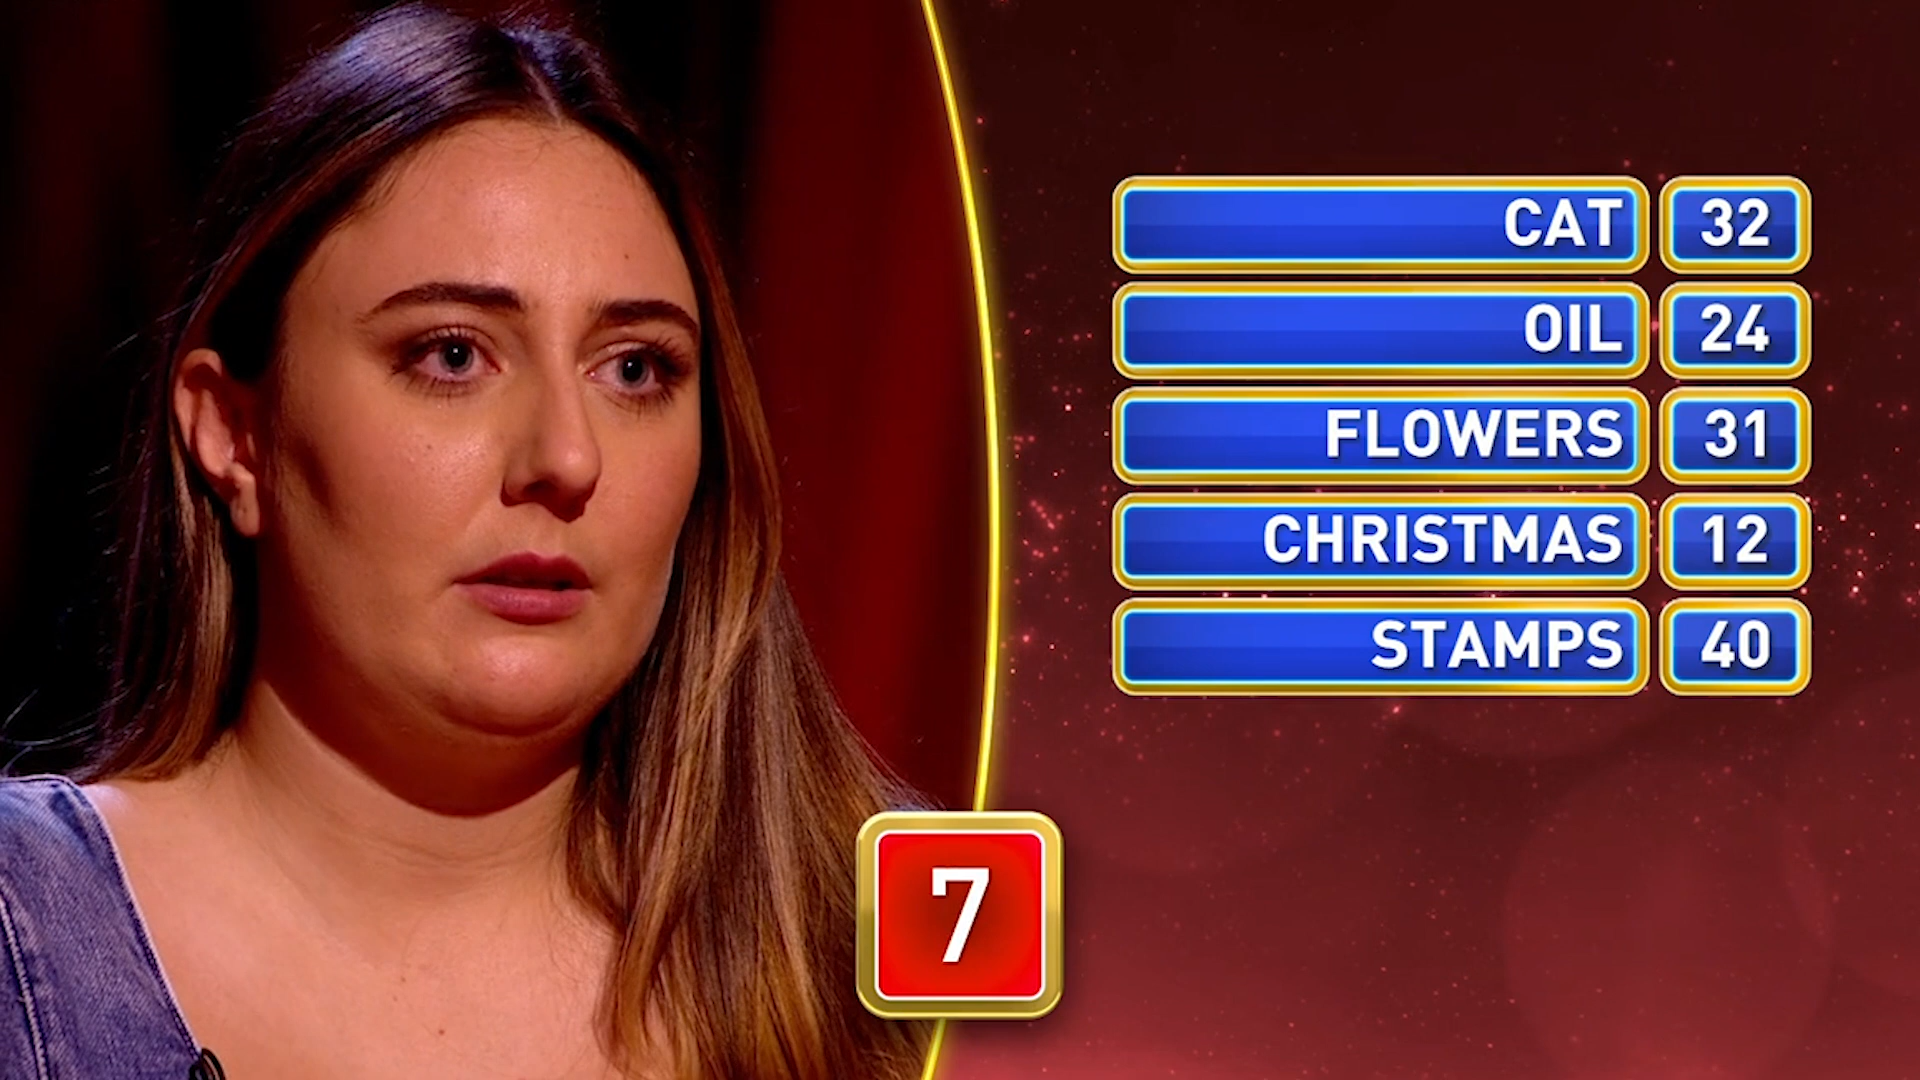 CAT 32
OIL 24
FLOWERS 31
CHRISTMAS 12
STAMPS 40
7